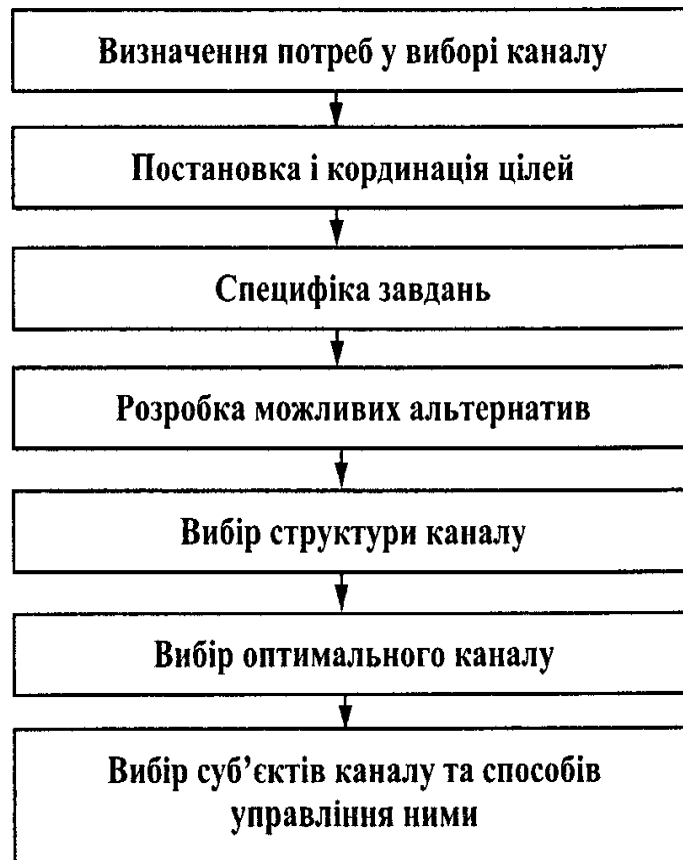 Визначення потреб у виборі каналу
Постановка і кординація цілей
Специфіка завдань
Розробка можливих альтернатив
Вибір структури каналу
Вибір оптимального каналу
Вибір суб’єктів каналу та способів
управління ними